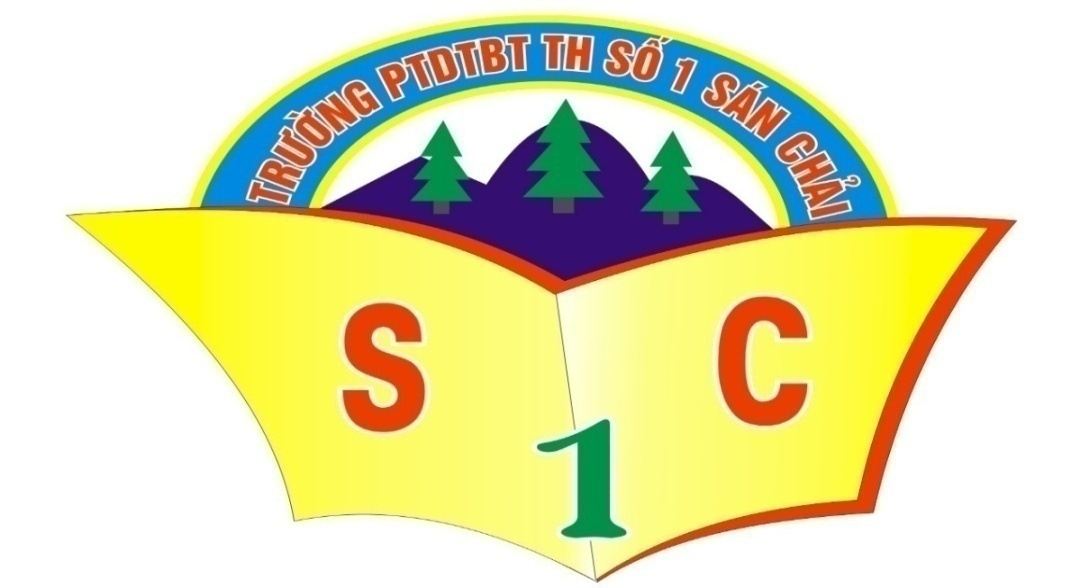 TRƯỜNG PTDTBT TH SỐ 1 SÁN CHẢI
S C
1